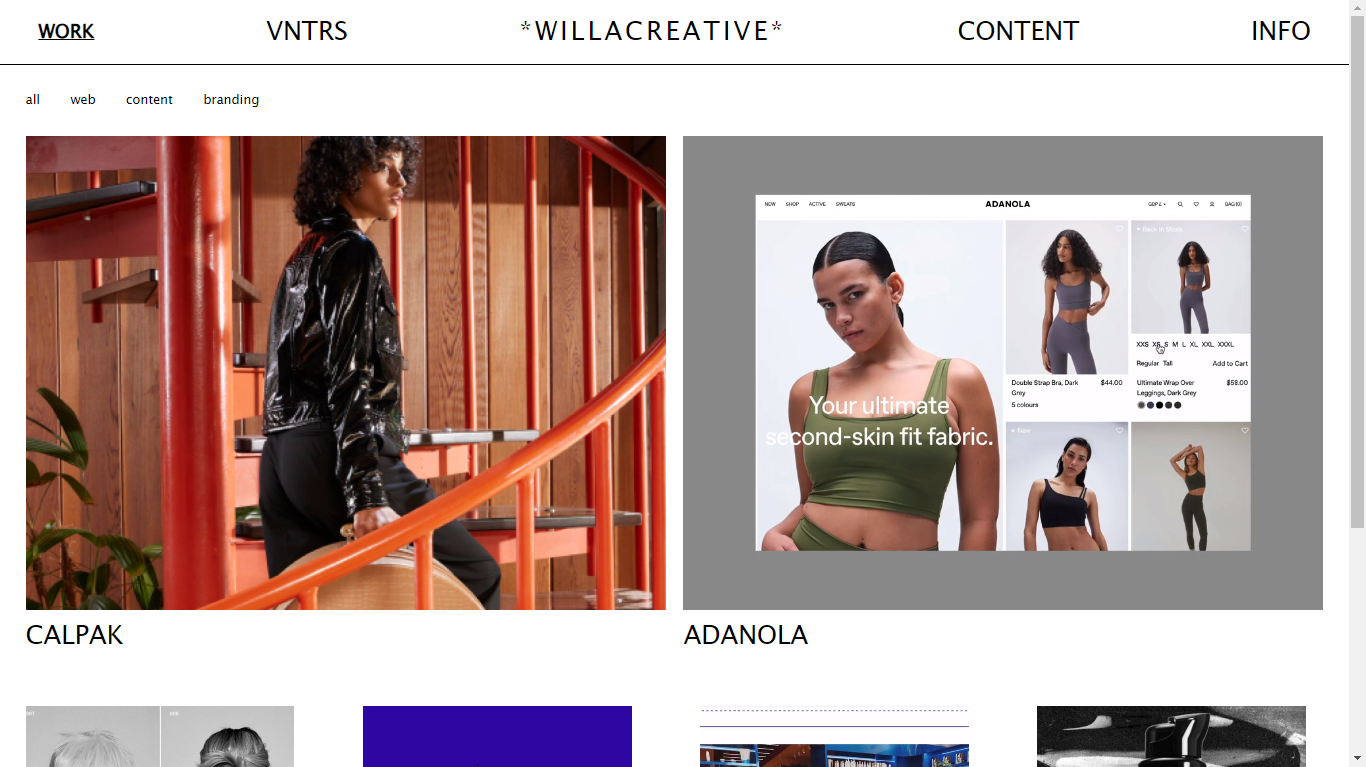 WORK VNTRS *WILLACREATIVE* CONTENT INFO
all web content branding
NEW SHOP ACTIVE SWEATS ADANOLA GBP £ BAG (0)
Back In Stock
XXS XS S M L XL XXL XXXL
Regular Tall Add to Cart
Double Strap Bra, Dark Grey $44.00
5 colours
Ultimate Wrap Over Leggings, Dark Grey $58.00
Your ultimate
second-skin fit fabric.
New
CALPAK ADANOLA